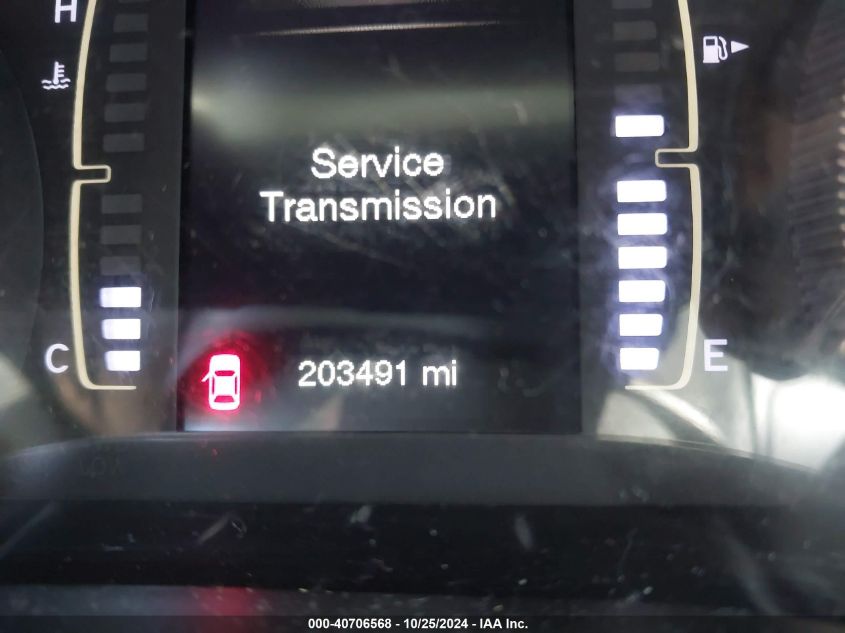 H
Service
Transmission
C
203491 mi
E
000-40706568 - 10/25/2024 - IAA Inc.